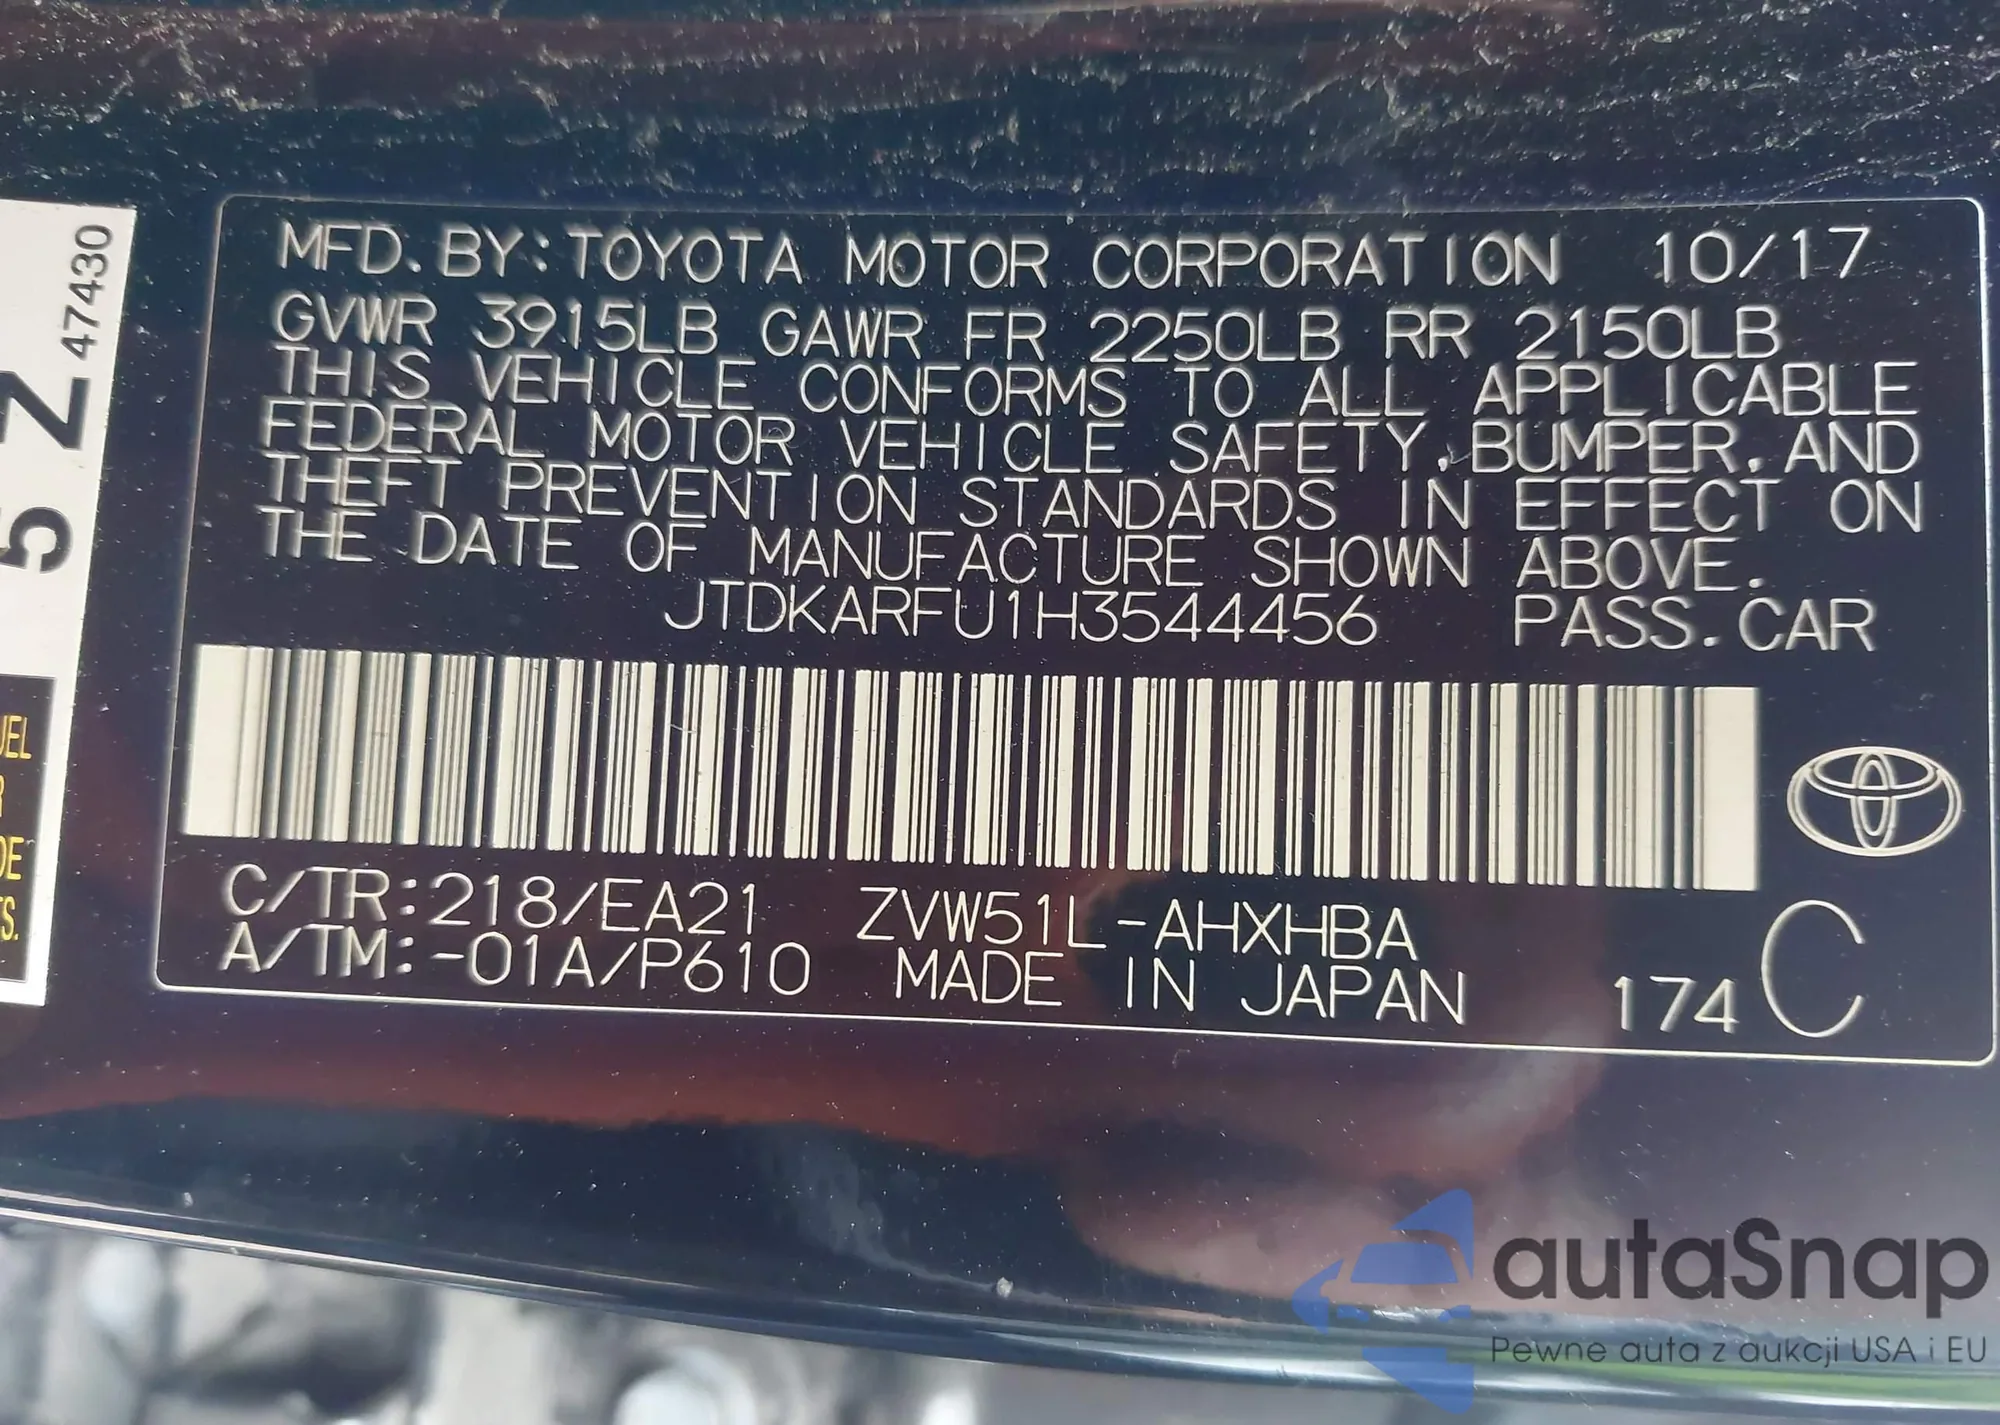 MFD. BY: TOYOTA MOTOR CORPORATION 10/17
GVWR 3915LB GAWR FR 2250LB RR 2150LB
THIS VEHICLE CONFORMS TO ALL APPLICABLE
FEDERAL MOTOR VEHICLE SAFETY, BUMPER, AND
THEFT PREVENTION STANDARDS IN EFFECT ON
THE DATE OF MANUFACTURE SHOWN ABOVE.
JTDKARFU1H3544456 PASS. CAR
C/TR: 218/EA21 ZVW51L-AHXHBA
A/TM: -01A/P610 MADE IN JAPAN 174 C
5 Z 47430
autaSnap
Pewne auta z aukcji USA i EU